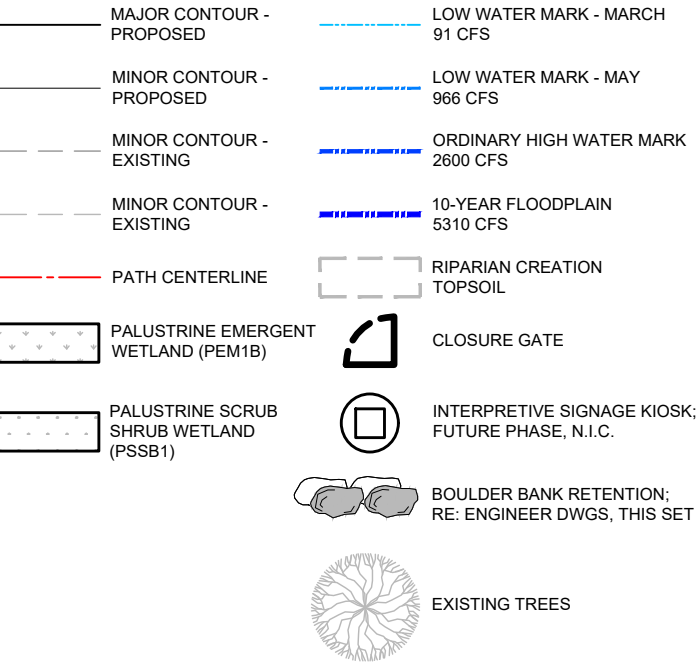 MAJOR CONTOUR -
PROPOSED
MINOR CONTOUR -
PROPOSED
MINOR CONTOUR -
EXISTING
MINOR CONTOUR -
EXISTING
PATH CENTERLINE
PALUSTRINE EMERGENT
WETLAND (PEM1B)
PALUSTRINE SCRUB
SHRUB WETLAND
(PSSB1)
LOW WATER MARK - MARCH
91 CFS
LOW WATER MARK - MAY
966 CFS
ORDINARY HIGH WATER MARK
2600 CFS
10-YEAR FLOODPLAIN
5310 CFS
RIPARIAN CREATION
TOPSOIL
CLOSURE GATE
INTERPRETIVE SIGNAGE KIOSK;
FUTURE PHASE, N.I.C.
BOULDER BANK RETENTION;
RE: ENGINEER DWGS, THIS SET
EXISTING TREES